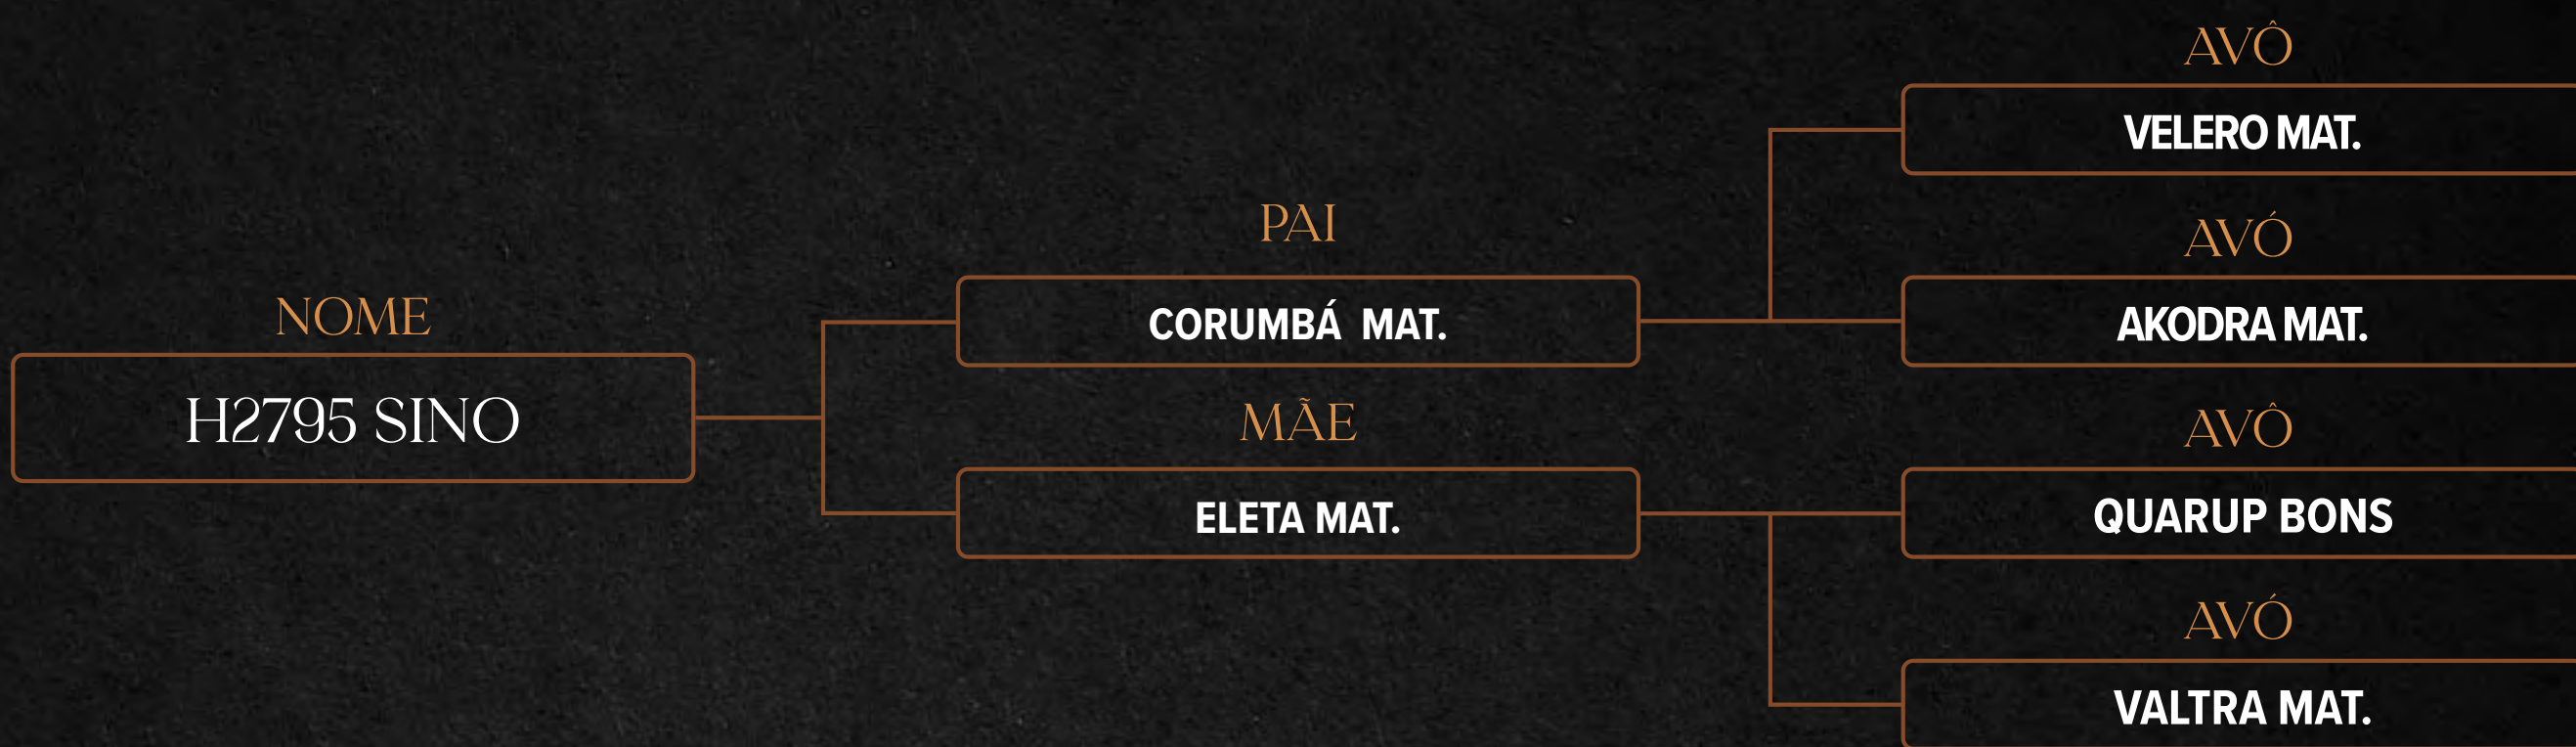 NOME
H2795 SINO
PAI
CORUMBÁ MAT.
MÃE
ELETA MAT.
AVÔ
VELERO MAT.
AVÓ
AKODRA MAT.
AVÔ
QUARUP BONS
AVÓ
VALTRA MAT.